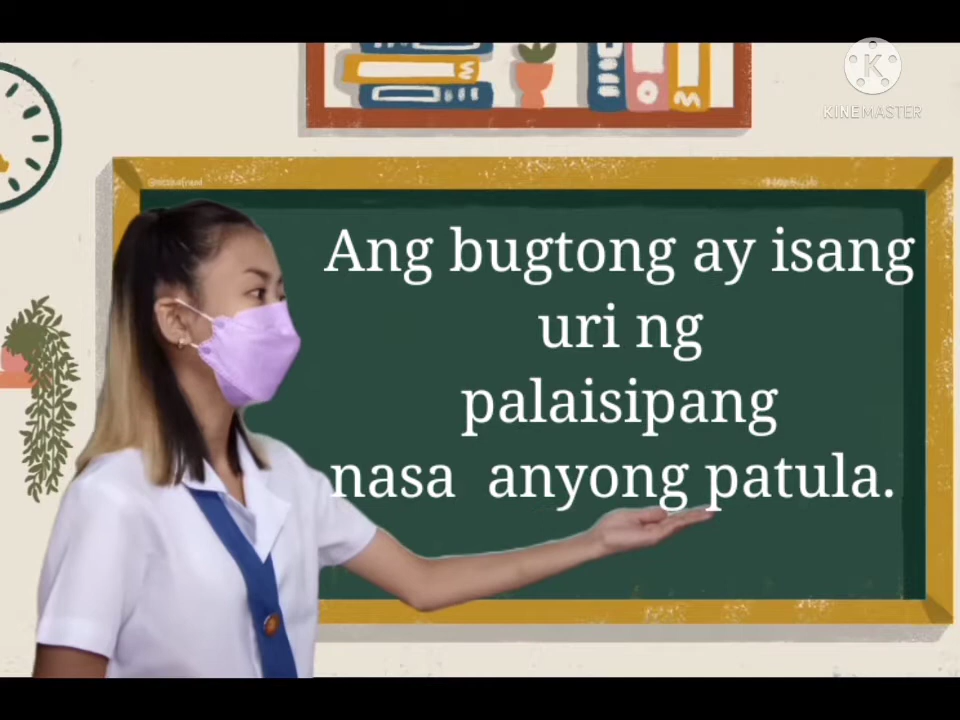 KINEMASTER
Ang bugtong ay isang
uri ng
palaisipang
nasa  anyong patula.